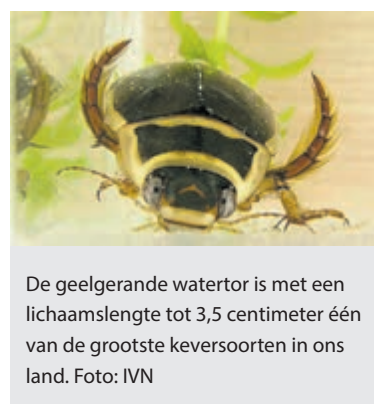 De geelgerande watertor is met een
lichaamslengte tot 3,5 centimeter één
van de grootste keversoorten in ons
land. Foto: IVN